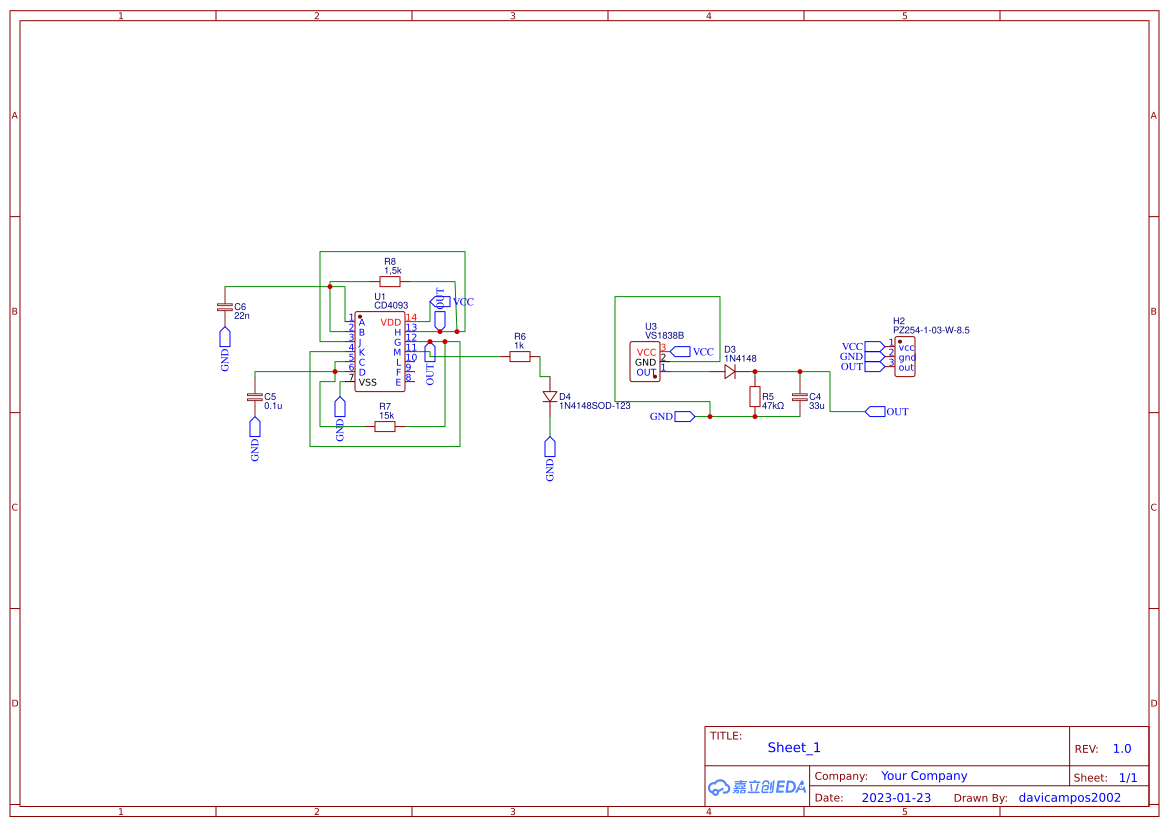 1 2 3 4 5
A A
B B
C C
D D
1 2 3 4 5
C6
22n
GND
C5
0.1u
GND
R8
1,5k
U1
CD4093
1 A
2 B
3 J
4 K
5 C
6 D
7 VSS
VDD 14
H 13
G 12
M 11
L 10
F 9
E 8
OUT
VCC
OUT
GND
R7
15k
R6
1k
D4
1N4148SOD-123
GND
U3
VS1838B
VCC 3
GND 2
OUT 1
VCC
D3
1N4148
R5
47kΩ
C4
33u
GND
OUT
H2
PZ254-1-03-W-8.5
VCC 1 vcc
GND 2 gnd
OUT 3 out
TITLE:
Sheet_1
REV: 1.0
嘉立创EDA
Company: Your Company
Sheet: 1/1
Date: 2023-01-23 Drawn By: davicampos2002